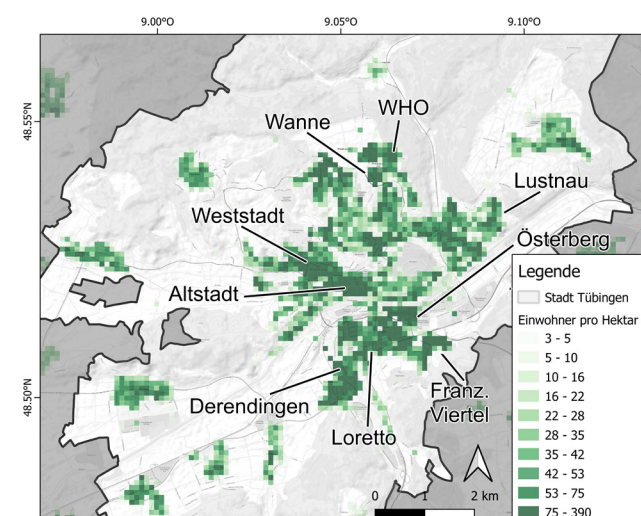 9.00°O
9.05°O
9.10°O
48.55°N
48.50°N
WHO
Wanne
Lustnau
Weststadt
Österberg
Altstadt
Derendingen
Franz.
Viertel
Loretto
Legende
Stadt Tübingen
Einwohner pro Hektar
3 - 5
5 - 10
10 - 16
16 - 22
22 - 28
28 - 35
35 - 42
42 - 53
53 - 75
75 - 390
0 1 2 km